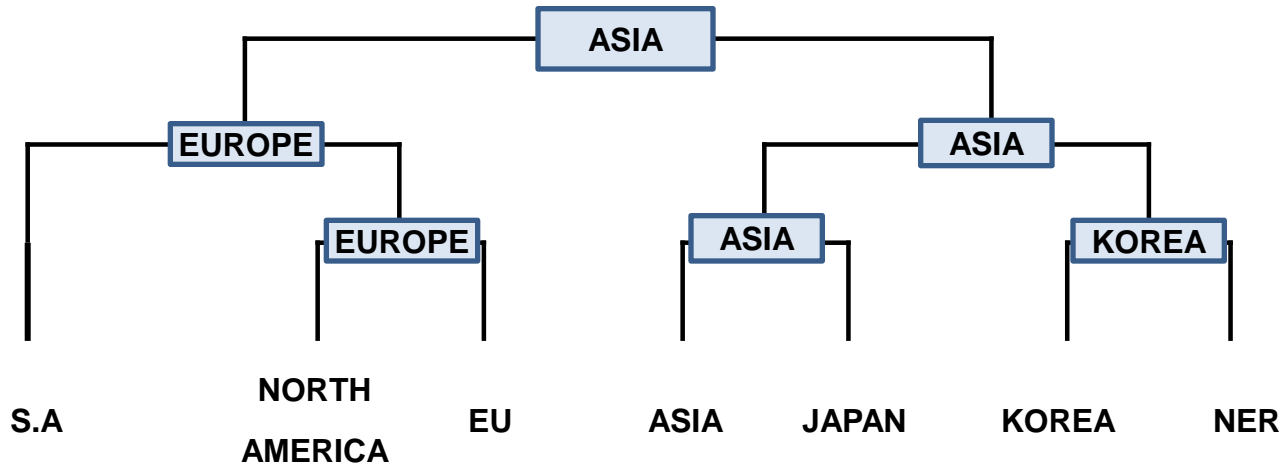 ASIA
EUROPE
ASIA
EUROPE
ASIA
KOREA
S.A
NORTH
AMERICA
EU
ASIA
JAPAN
KOREA
NER